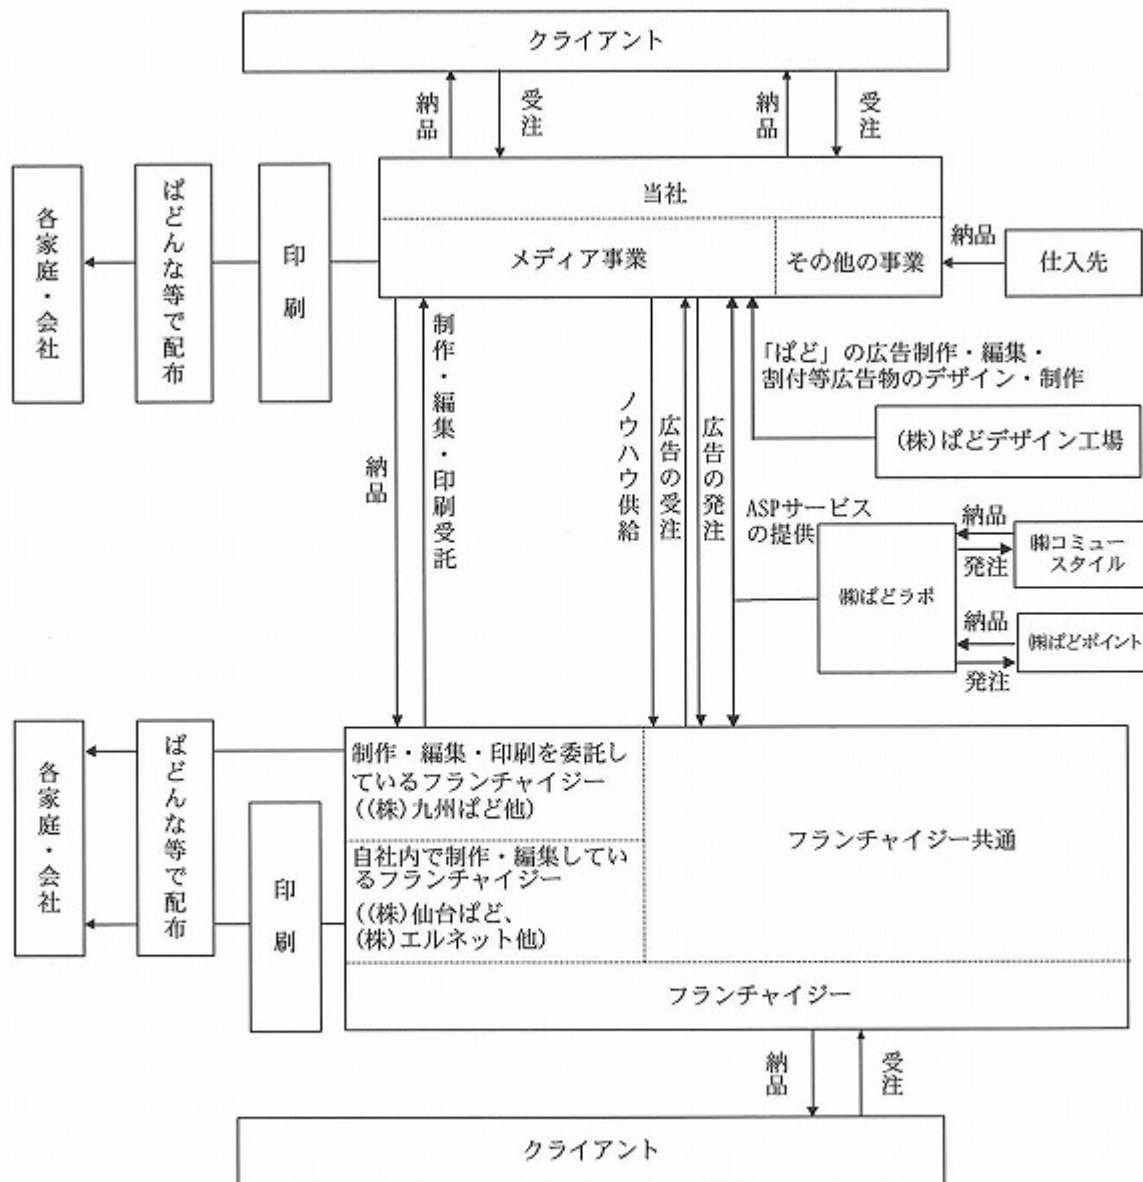 クライアント
納品
受注
納品
受注
当社
メディア事業
その他の事業
納品
仕入先
印刷
ぱどんな等で配布
各家庭・会社
「ぱど」の広告制作・編集・
割付等広告物のデザイン・制作
(株)ぱどデザイン工場
納品
制作・編集・印刷受託
ノウハウ供給
広告の受注
広告の発注
ASPサービス
の提供
㈱ぱどラボ
納品
発注
㈱コミュー
スタイル
納品
発注
㈱ぱどポイント
各家庭・会社
ぱどんな等で配布
印刷
制作・編集・印刷を委託し
ているフランチャイジー
((株)九州ぱど他)
自社内で制作・編集してい
るフランチャイジー
((株)仙台ぱど、
(株)エルネット他)
フランチャイジー共通
フランチャイジー
納品
受注
クライアント